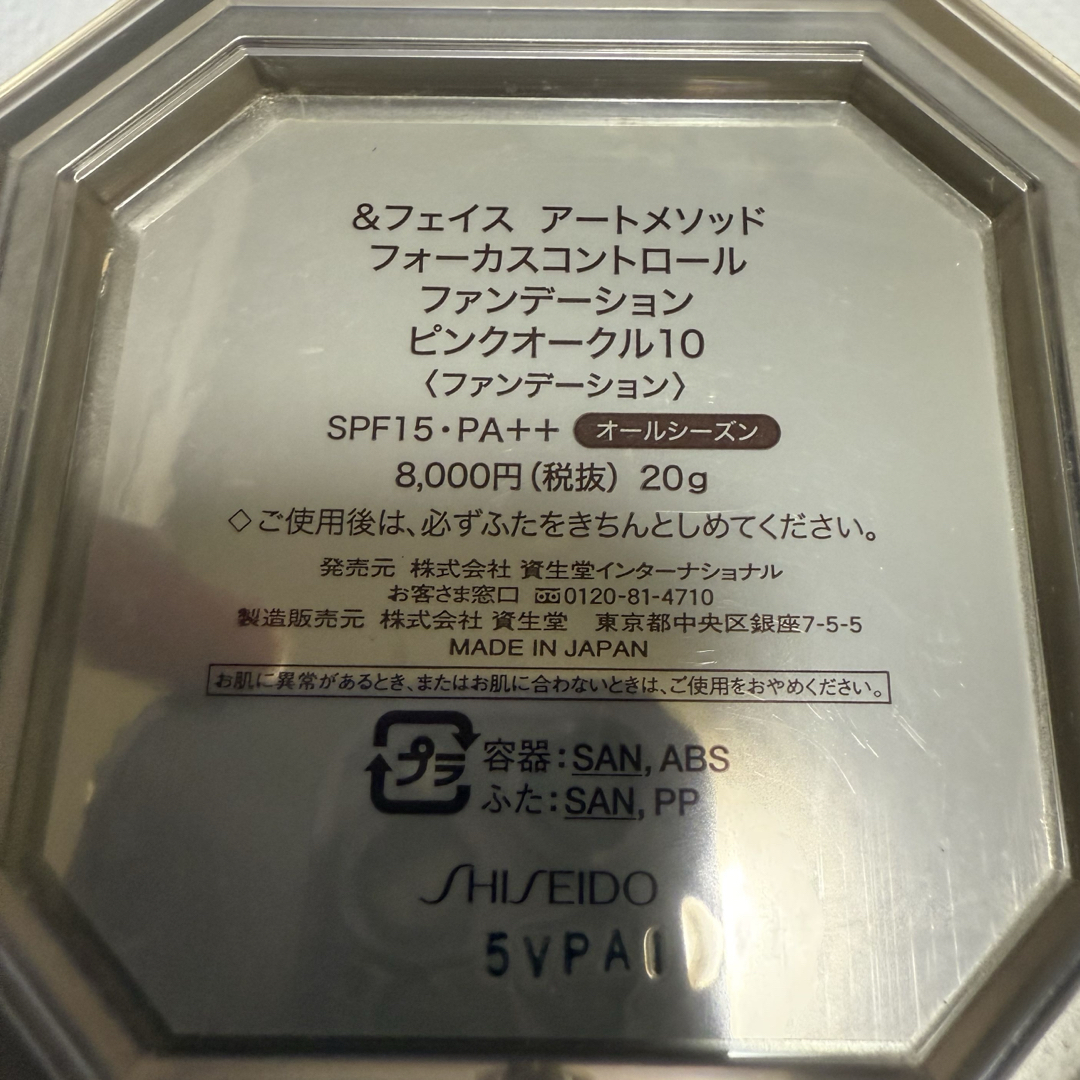 &フェイス アートメソッド
フォーカスコントロール
ファンデーション
ピンクオークル10
〈ファンデーション〉
SPF15・PA++ オールシーズン
8,000円(税抜) 20g
◇ご使用後は、必ずふたをきちんとしめてください。
発売元 株式会社 資生堂インターナショナル
お客さま窓口 0120-81-4710
製造販売元 株式会社 資生堂 東京都中央区銀座7-5-5
MADE IN JAPAN
お肌に異常があるとき、またはお肌に合わないときは、ご使用をおやめください。
プラ 容器:SAN, ABS
ふた:SAN, PP
SHISEIDO